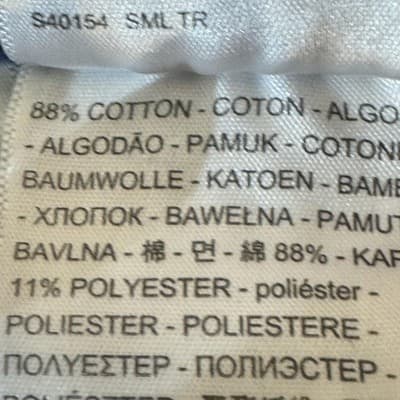 S40154 SML TR
88% COTTON - COTON - ALGO
- ALGODÃO - PAMUK - COTON
BAUMWOLLE - KATOEN - BAM
- ХЛОПОК - BAWEŁNA - PAMUT
BAVLNA - 棉 - 면 - 綿 88% - KAP
11% POLYESTER - poliéster -
POLIESTER - POLIESTERE -
ΠΟΛΥΕΣΤΕΡ - ПОЛИЭСТЕР -